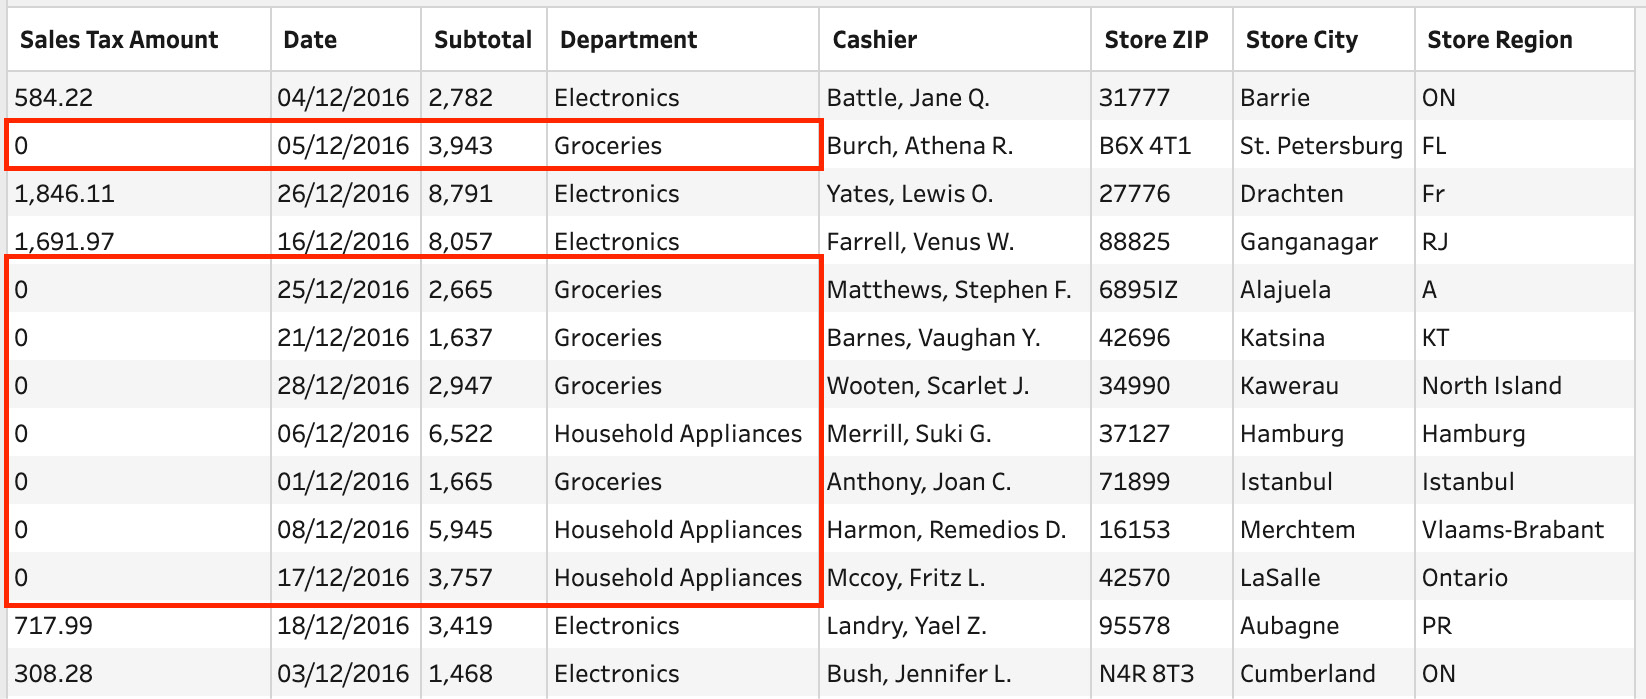 Sales Tax Amount Date Subtotal Department Cashier Store ZIP Store City Store Region
584.22 04/12/2016 2,782 Electronics Battle, Jane Q. 31777 Barrie ON
0 05/12/2016 3,943 Groceries Burch, Athena R. B6X 4T1 St. Petersburg FL
1,846.11 26/12/2016 8,791 Electronics Yates, Lewis O. 27776 Drachten Fr
1,691.97 16/12/2016 8,057 Electronics Farrell, Venus W. 88825 Ganganagar RJ
0 25/12/2016 2,665 Groceries Matthews, Stephen F. 6895IZ Alajuela A
0 21/12/2016 1,637 Groceries Barnes, Vaughan Y. 42696 Katsina KT
0 28/12/2016 2,947 Groceries Wooten, Scarlet J. 34990 Kawerau North Island
0 06/12/2016 6,522 Household Appliances Merrill, Suki G. 37127 Hamburg Hamburg
0 01/12/2016 1,665 Groceries Anthony, Joan C. 71899 Istanbul Istanbul
0 08/12/2016 5,945 Household Appliances Harmon, Remedios D. 16153 Merchtem Vlaams-Brabant
0 17/12/2016 3,757 Household Appliances Mccoy, Fritz L. 42570 LaSalle Ontario
717.99 18/12/2016 3,419 Electronics Landry, Yael Z. 95578 Aubagne PR
308.28 03/12/2016 1,468 Electronics Bush, Jennifer L. N4R 8T3 Cumberland ON